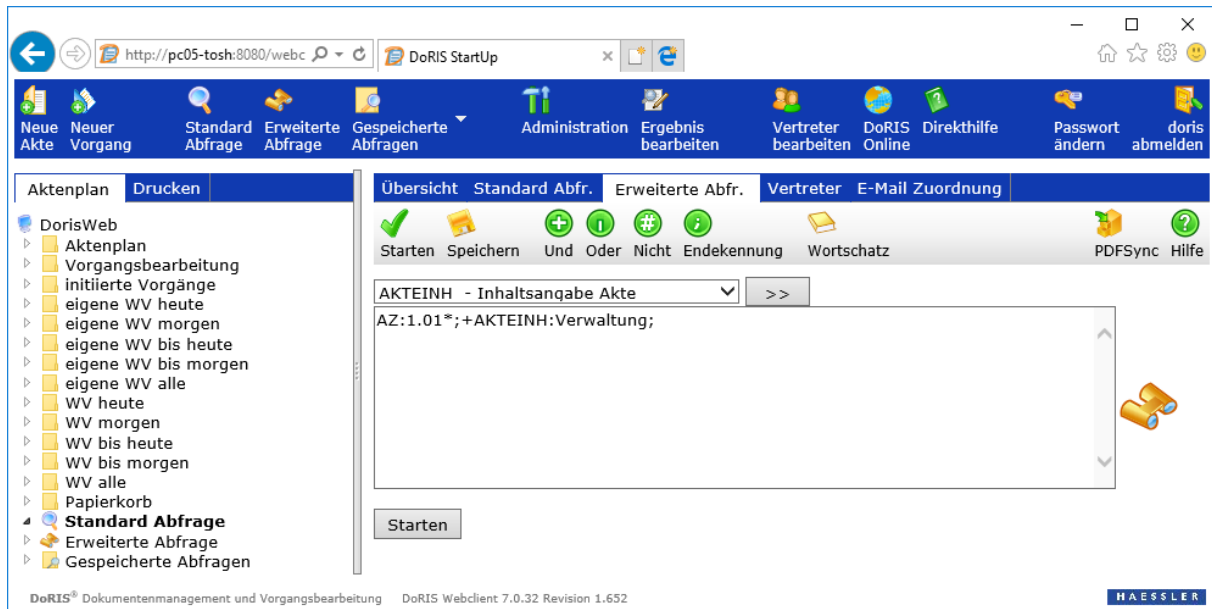 http://pc05-tosh:8080/webc
DoRIS StartUp
Neue Akte
Neuer Vorgang
Standard Abfrage
Erweiterte Abfrage
Gespeicherte Abfragen
Administration
Ergebnis bearbeiten
Vertreter bearbeiten
DoRIS Online
Direkthilfe
Passwort ändern
doris abmelden
Aktenplan Drucken
DorisWeb
Aktenplan
Vorgangsbearbeitung
initiierte Vorgänge
eigene WV heute
eigene WV morgen
eigene WV bis heute
eigene WV bis morgen
eigene WV alle
WV heute
WV morgen
WV bis heute
WV bis morgen
WV alle
Papierkorb
Standard Abfrage
Erweiterte Abfrage
Gespeicherte Abfragen
Übersicht Standard Abfr. Erweiterte Abfr. Vertreter E-Mail Zuordnung
Starten Speichern Und Oder Nicht Endekennung Wortschatz PDFSync Hilfe
AKTEINH - Inhaltsangabe Akte >>
AZ:1.01*;+AKTEINH:Verwaltung;
Starten
DoRIS® Dokumentenmanagement und Vorgangsbearbeitung DoRIS Webclient 7.0.32 Revision 1.652
HAESSLER